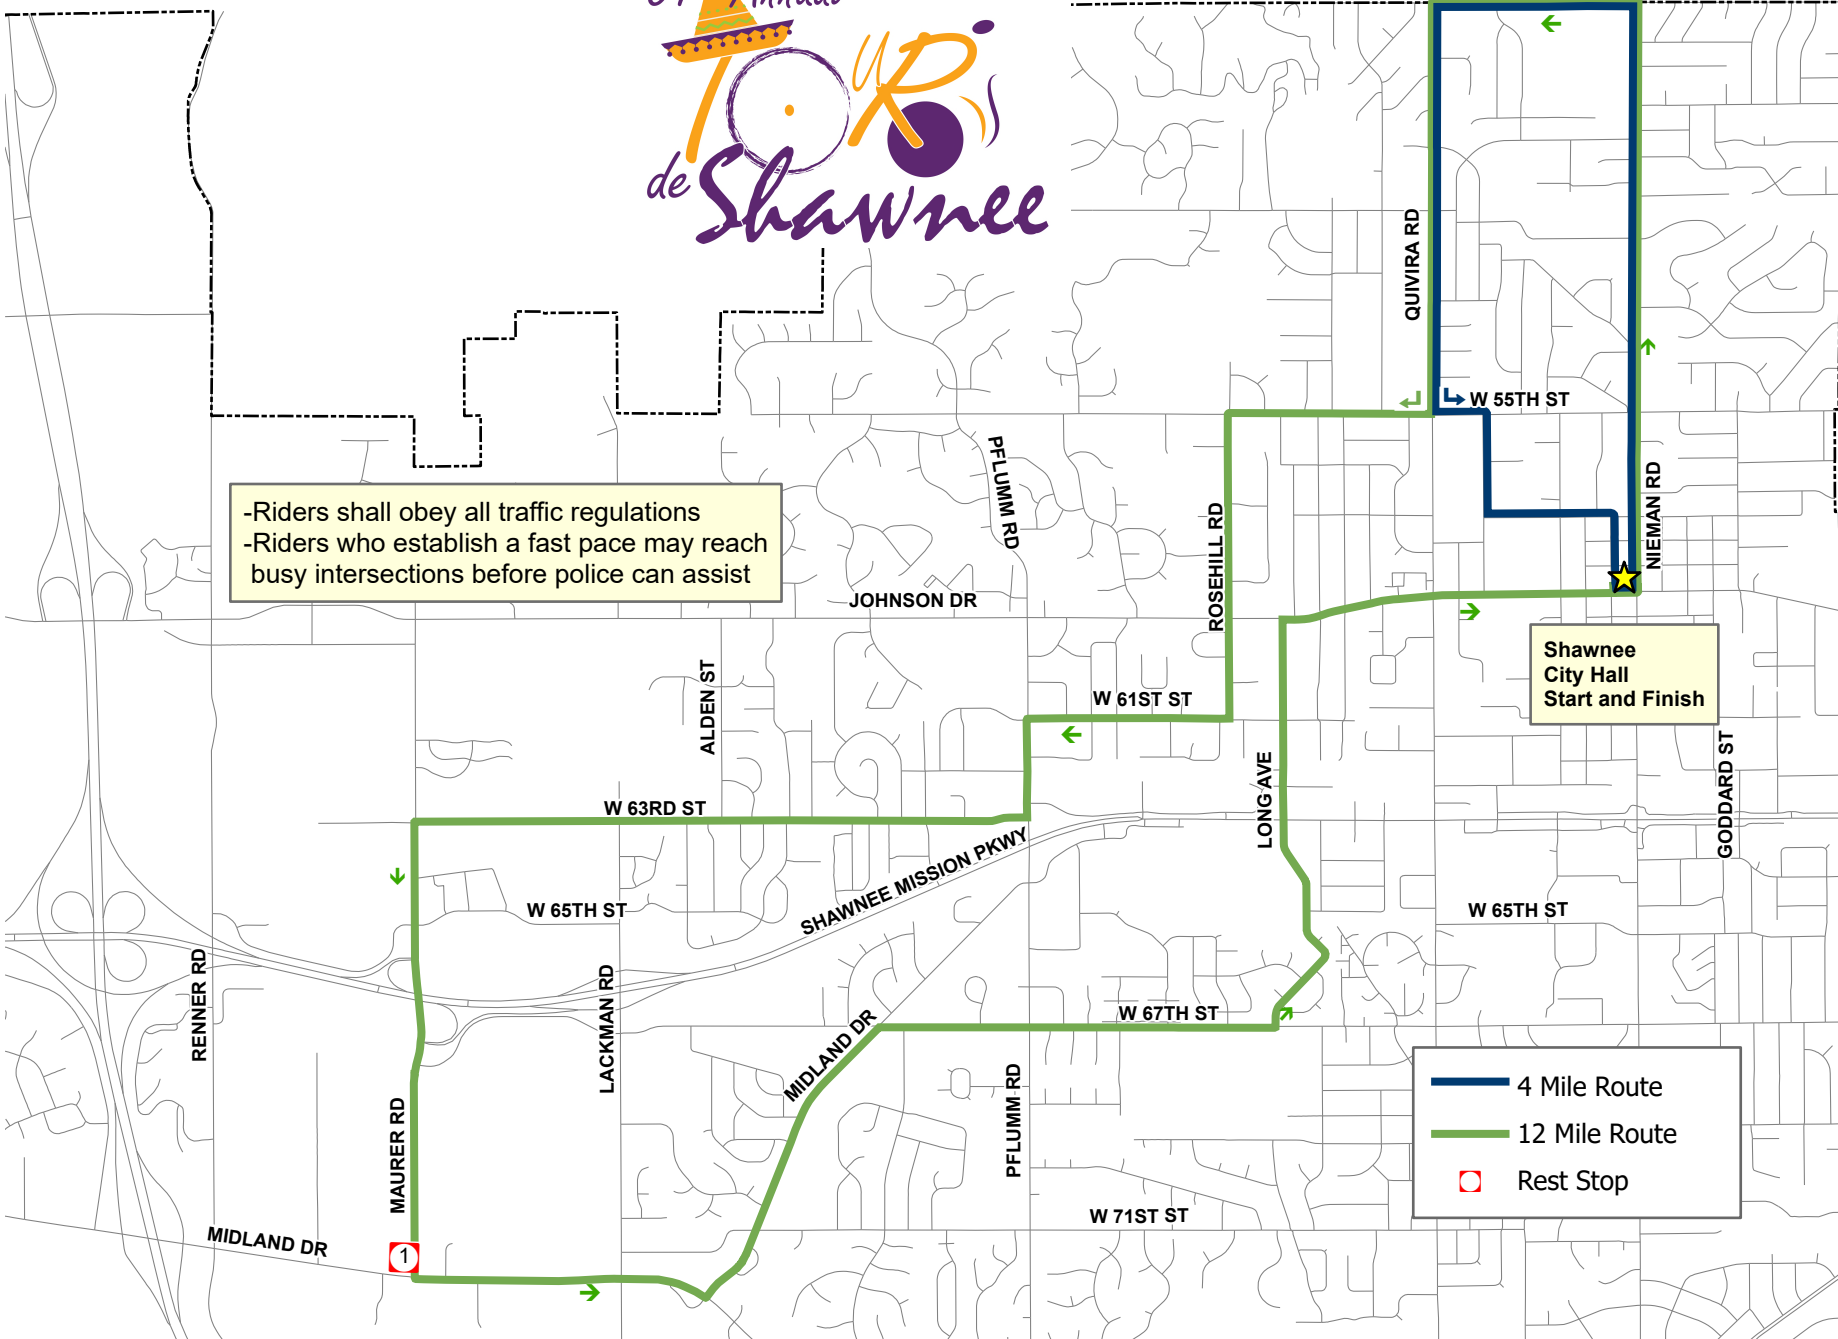 Annual
TOUR
de Shawnee
QUIVIRA RD
W 55TH ST
PFLUMM RD
NIEMAN RD
-Riders shall obey all traffic regulations
-Riders who establish a fast pace may reach
busy intersections before police can assist
ROSEHILL RD
JOHNSON DR
Shawnee
City Hall
Start and Finish
ALDEN ST
W 61ST ST
LONG AVE
GODDARD ST
W 63RD ST
SHAWNEE MISSION PKWY
W 65TH ST
W 65TH ST
RENNER RD
LACKMAN RD
W 67TH ST
MIDLAND DR
PFLUMM RD
MAURER RD
4 Mile Route
12 Mile Route
Rest Stop
W 71ST ST
MIDLAND DR
1